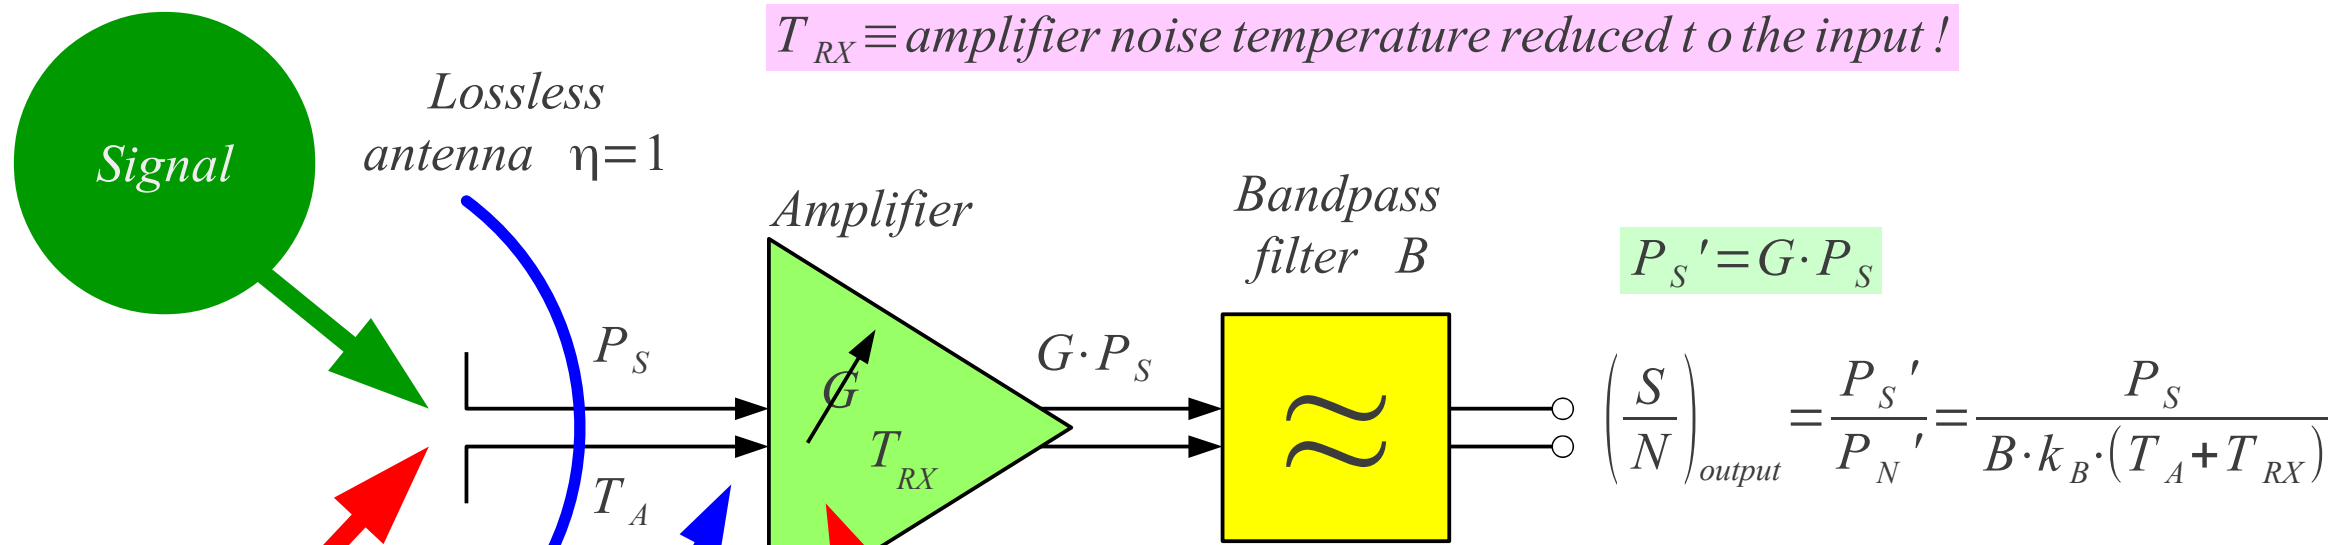 T_RX ≡ amplifier noise temperature reduced t o the input !
Lossless
antenna η=1
Signal
Amplifier
Bandpass
filter B
P_S ' = G · P_S
P_S
G · P_S
G
T_RX
T_A
≈
(S/N)_output = P_S ' / P_N ' = P_S / (B · k_B · (T_A + T_RX))